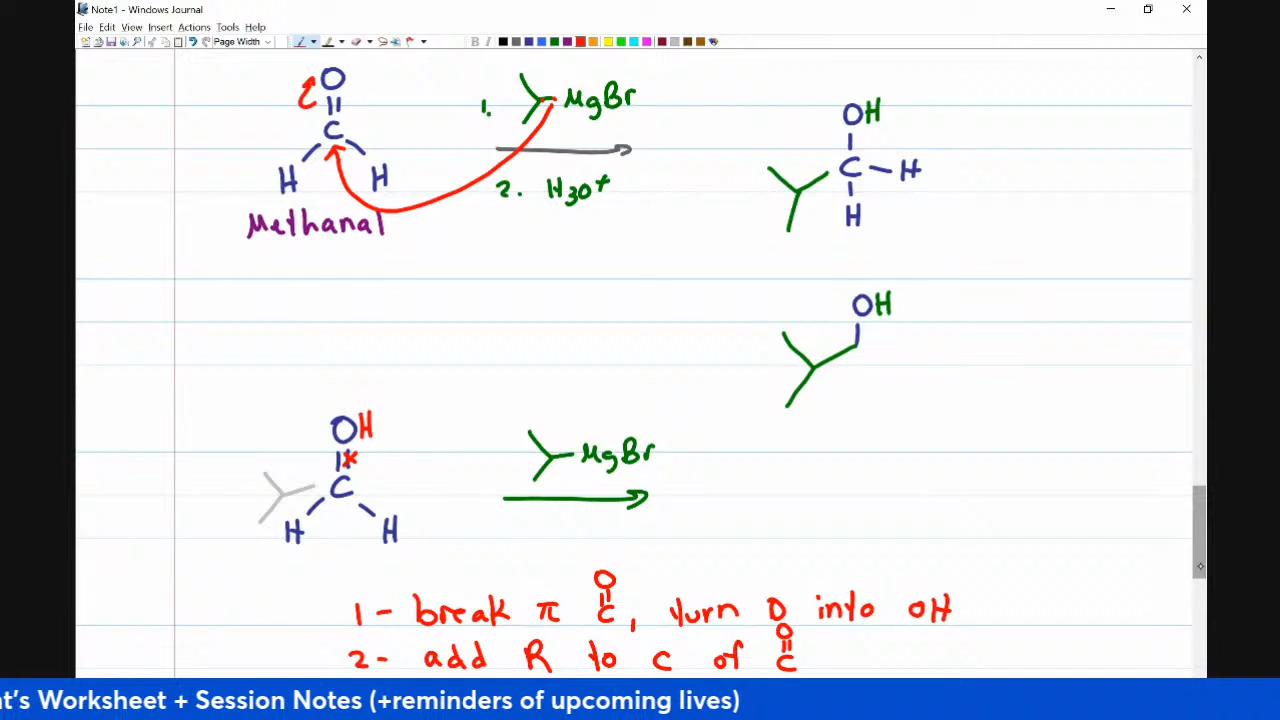 Note1 - Windows Journal
File Edit View Insert Actions Tools Help
Page Width
B I
O
C
H H
Methanal
1. MgBr
2. H3O+
OH
C H
H
OH
OH
C
H H
MgBr
1 - break π C=O, turn O into OH
2- add R to C of C=O
at's Worksheet + Session Notes (+reminders of upcoming lives)